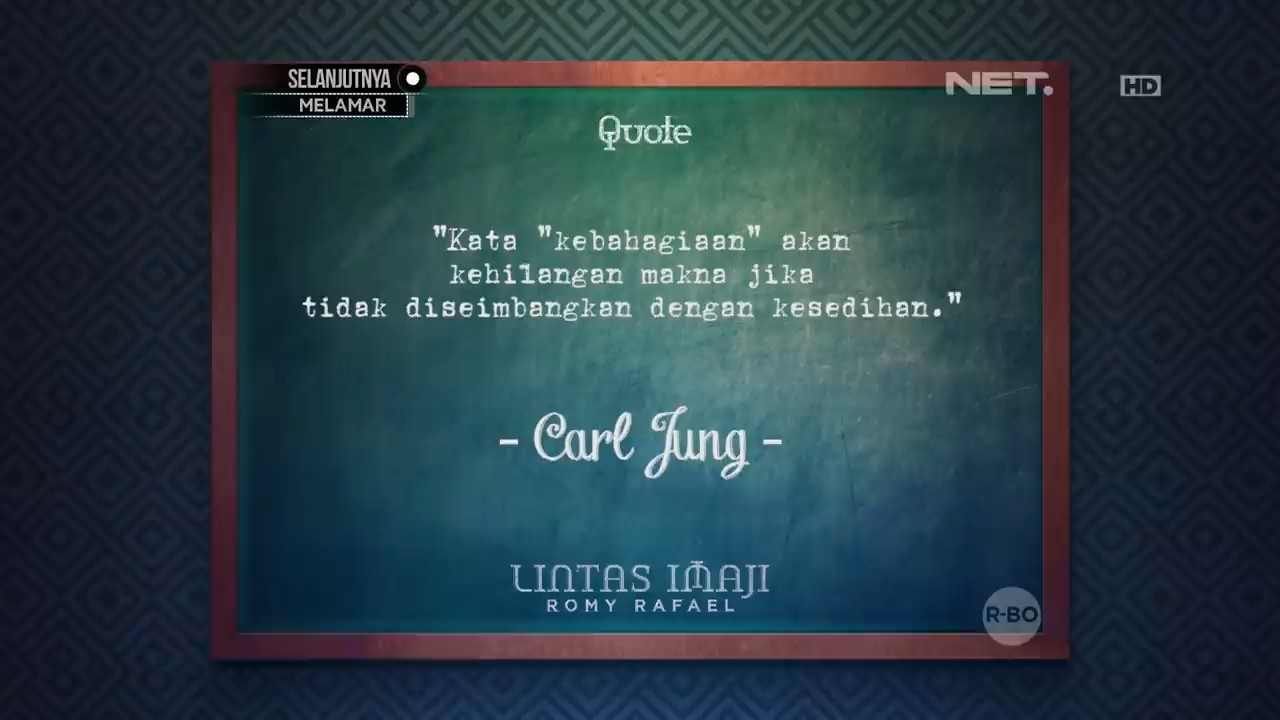 SELANJUTNYA
MELAMAR
NET.
HD
Quote
"Kata "kebahagiaan" akan
kehilangan makna jika
tidak diseimbangkan dengan kesedihan."
- Carl Jung -
LINTAS IMAJI
ROMY RAFAEL
R-BO